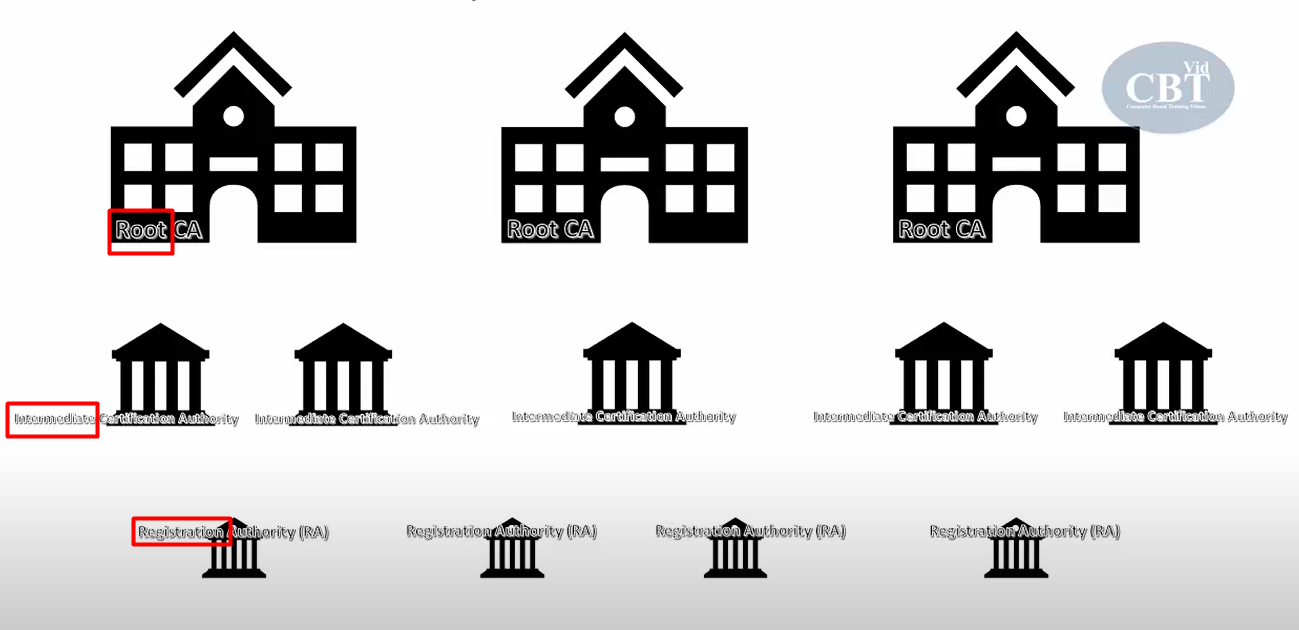 Vid
CBT
Computer Based Training Videos
Root CA
Root CA
Root CA
Intermediate Certification Authority
Intermediate Certification Authority
Intermediate Certification Authority
Intermediate Certification Authority
Intermediate Certification Authority
Registration Authority (RA)
Registration Authority (RA)
Registration Authority (RA)
Registration Authority (RA)